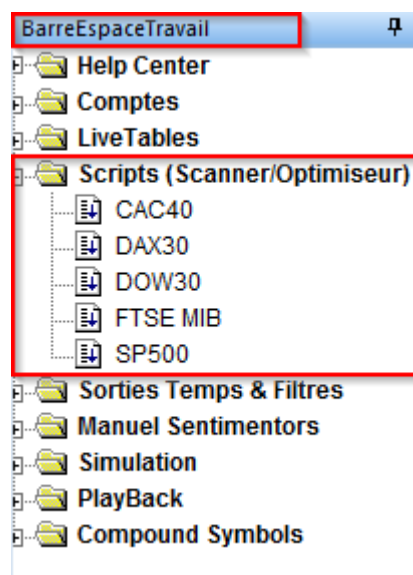 BarreEspaceTravail
Help Center
Comptes
LiveTables
Scripts (Scanner/Optimiseur)
CAC40
DAX30
DOW30
FTSE MIB
SP500
Sorties Temps & Filtres
Manuel Sentimentors
Simulation
PlayBack
Compound Symbols